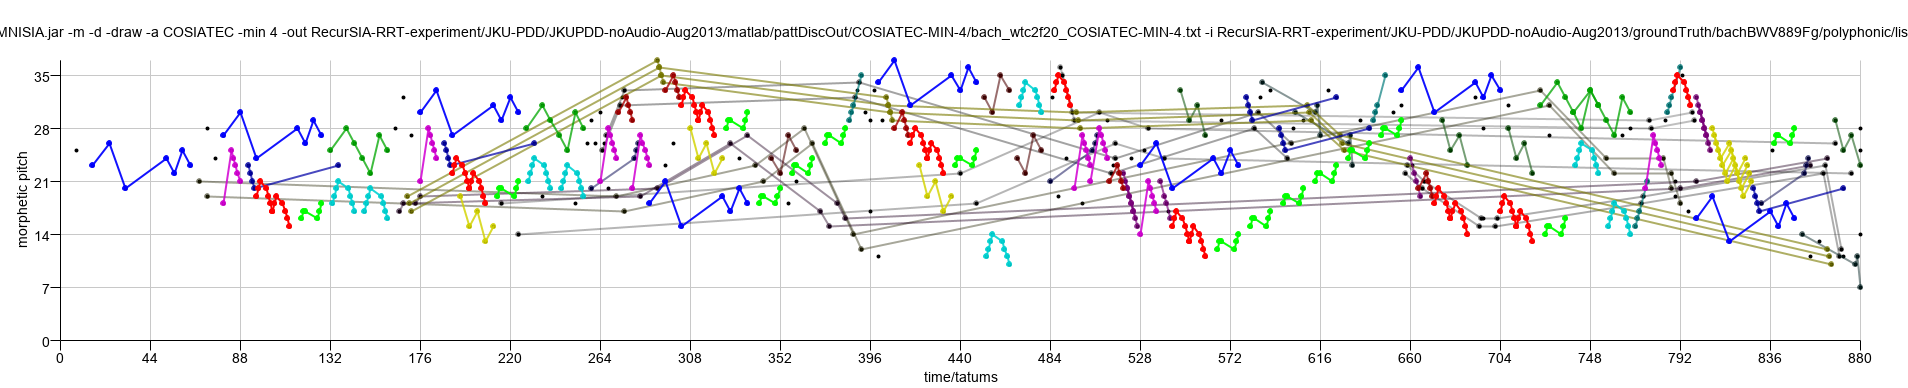 MNISIA.jar -m -d -draw -a COSIATEC -min 4 -out RecurSIA-RRT-experiment/JKU-PDD/JKUPDD-noAudio-Aug2013/matlab/pattDiscOut/COSIATEC-MIN-4/bach_wtc2f20_COSIATEC-MIN-4.txt -i RecurSIA-RRT-experiment/JKU-PDD/JKUPDD-noAudio-Aug2013/groundTruth/bachBWV889Fg/polyphonic/lis
morphetic pitch
35
28
21
14
7
0
0 44 88 132 176 220 264 308 352 396 440 484 528 572 616 660 704 748 792 836 880
time/tatums